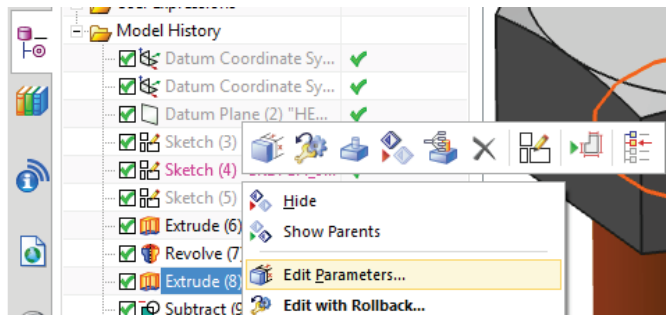 Model History
Datum Coordinate Sy...
Datum Coordinate Sy...
Datum Plane (2) "HE...
Sketch (3)
Sketch (4)
Sketch (5)
Hide
Extrude (6)
Show Parents
Revolve (7)
Extrude (8)
Edit Parameters...
Subtract (9
Edit with Rollback...